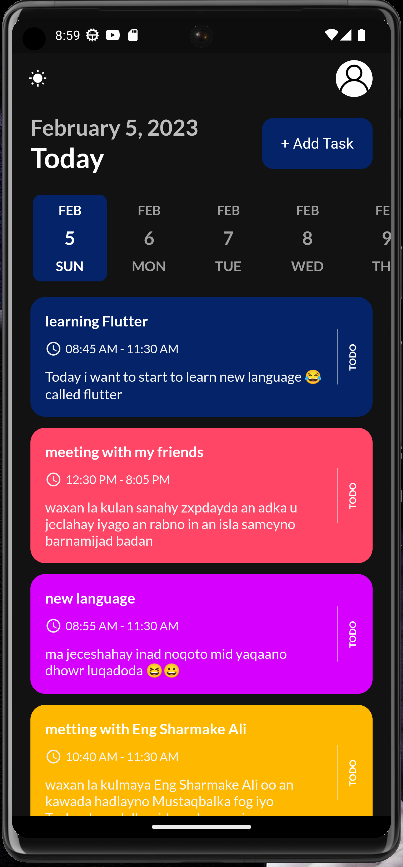 8:59
February 5, 2023
Today
+ Add Task
FEB FEB FEB FEB FE
5 6 7 8 9
SUN MON TUE WED TH
learning Flutter
08:45 AM - 11:30 AM
Today i want to start to learn new language 😂
called flutter
TODO
meeting with my friends
12:30 PM - 8:05 PM
waxan la kulan sanahy zxpdayda an adka u
jeclahay iyago an rabno in an isla sameyno
barnamijad badan
TODO
new language
08:55 AM - 11:30 AM
ma jeceshahay inad noqoto mid yaqaano
dhowr luqadoda 😆😀
TODO
metting with Eng Sharmake Ali
10:40 AM - 11:30 AM
waxan la kulmaya Eng Sharmake Ali oo an
kawada hadlayno Mustaqbalka fog iyo
TODO